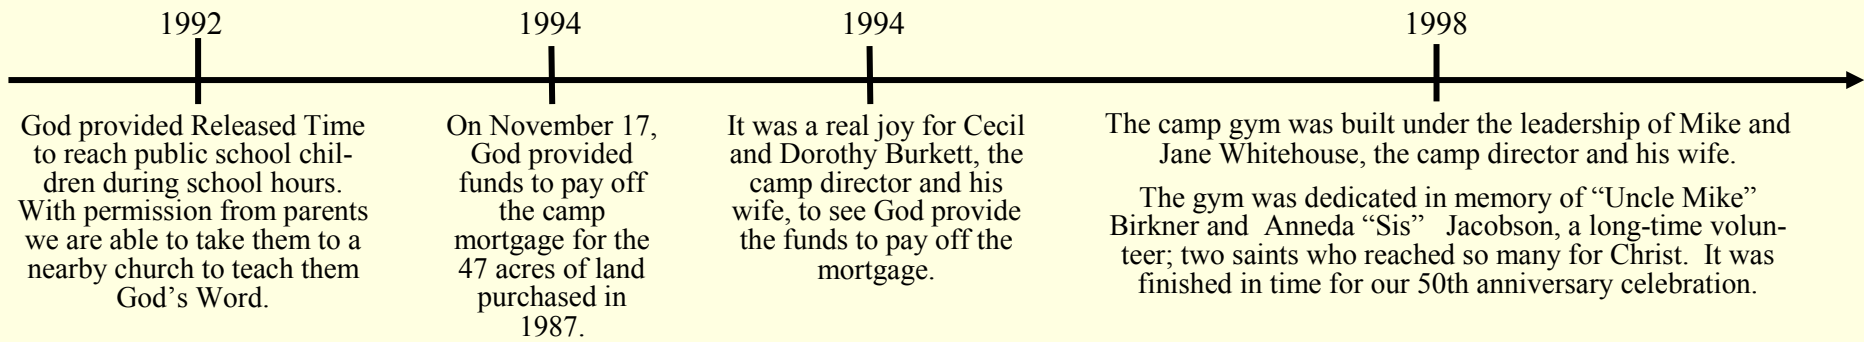 1992
God provided Released Time
to reach public school chil-
dren during school hours.
With permission from parents
we are able to take them to a
nearby church to teach them
God's Word.
1994
On November 17,
God provided
funds to pay off
the camp
mortgage for the
47 acres of land
purchased in
1987.
1994
It was a real joy for Cecil
and Dorothy Burkett, the
camp director and his
wife, to see God provide
the funds to pay off the
mortgage.
1998
The camp gym was built under the leadership of Mike and
Jane Whitehouse, the camp director and his wife.
The gym was dedicated in memory of “Uncle Mike”
Birkner and  Anneda “Sis”   Jacobson, a long-time volun-
teer; two saints who reached so many for Christ.  It was
finished in time for our 50th anniversary celebration.